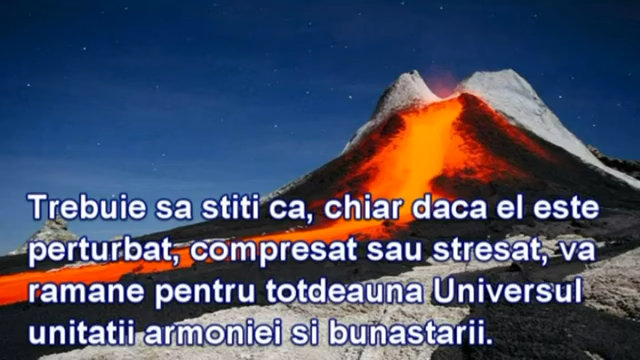 Trebuie sa stiti ca, chiar daca el este
perturbat, compresat sau stresat, va
ramane pentru totdeauna Universul
unitatii armoniei si bunastarii.